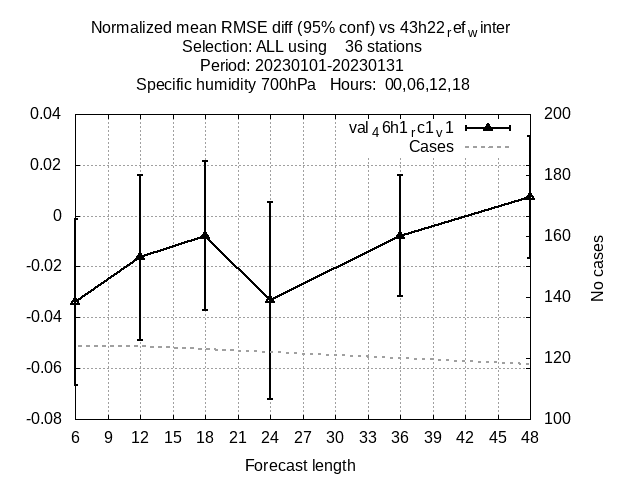 Normalized mean RMSE diff (95% conf) vs 43h22refwinter
Selection: ALL using 36 stations
Period: 20230101-20230131
Specific humidity 700hPa Hours: 00,06,12,18
val46h1rc1v1
Cases
0.04
0.02
0
-0.02
-0.04
-0.06
-0.08
200
180
160
140
120
100
No cases
6 9 12 15 18 21 24 27 30 33 36 39 42 45 48
Forecast length